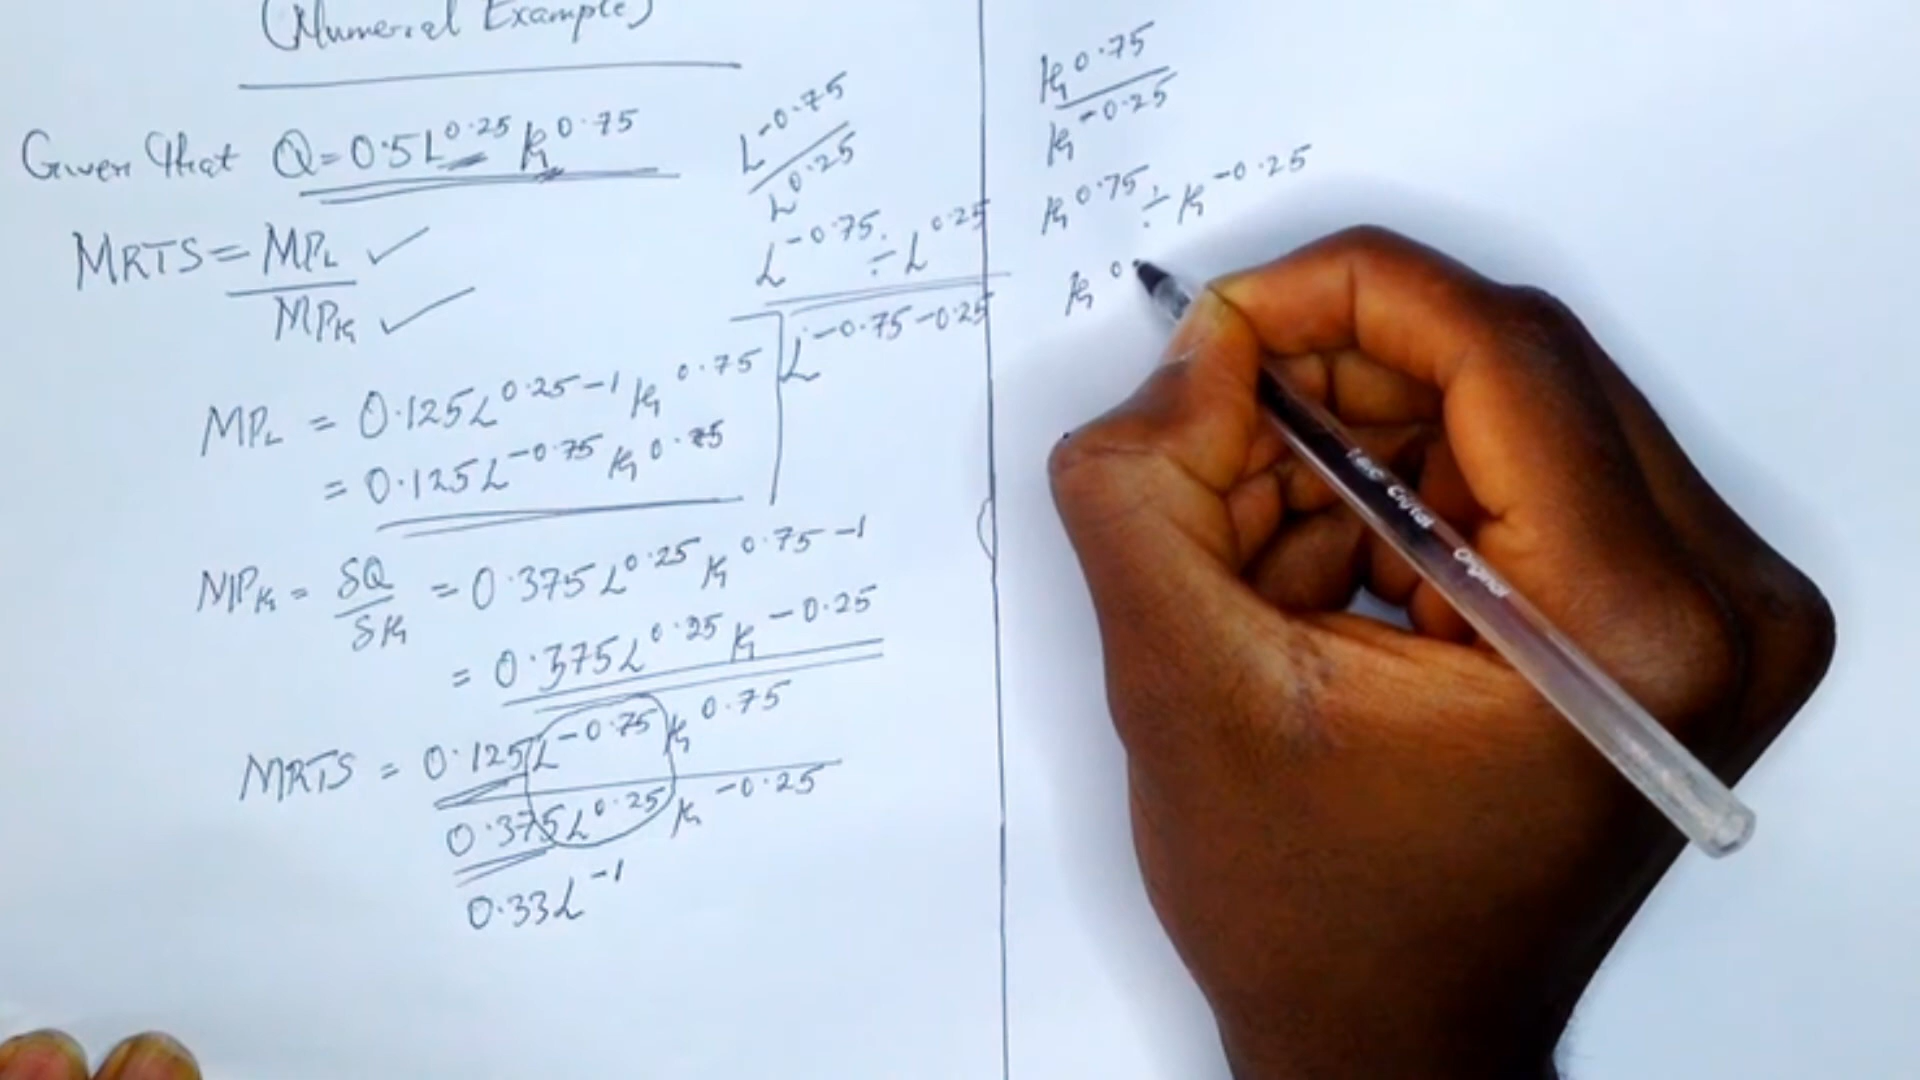 (Numerical Example)
Given that Q = 0.5L^0.25 K^0.75
MRTS = MPL ✓
MPK ✓
MPL = 0.125L^0.25-1 K^0.75
= 0.125L^-0.75 K^0.75
MPK = δQ/δK = 0.375L^0.25 K^0.75-1
= 0.375L^0.25 K^-0.25
MRTS = 0.125L^-0.75 K^0.75
0.375L^0.25 K^-0.25
0.33L^-1
L^-0.75
L^0.25
L^-0.75 ÷ L^0.25
L^-0.75-0.25
K^0.75
K^-0.25
K^0.75 ÷ K^-0.25
K^0.
Cristal Original